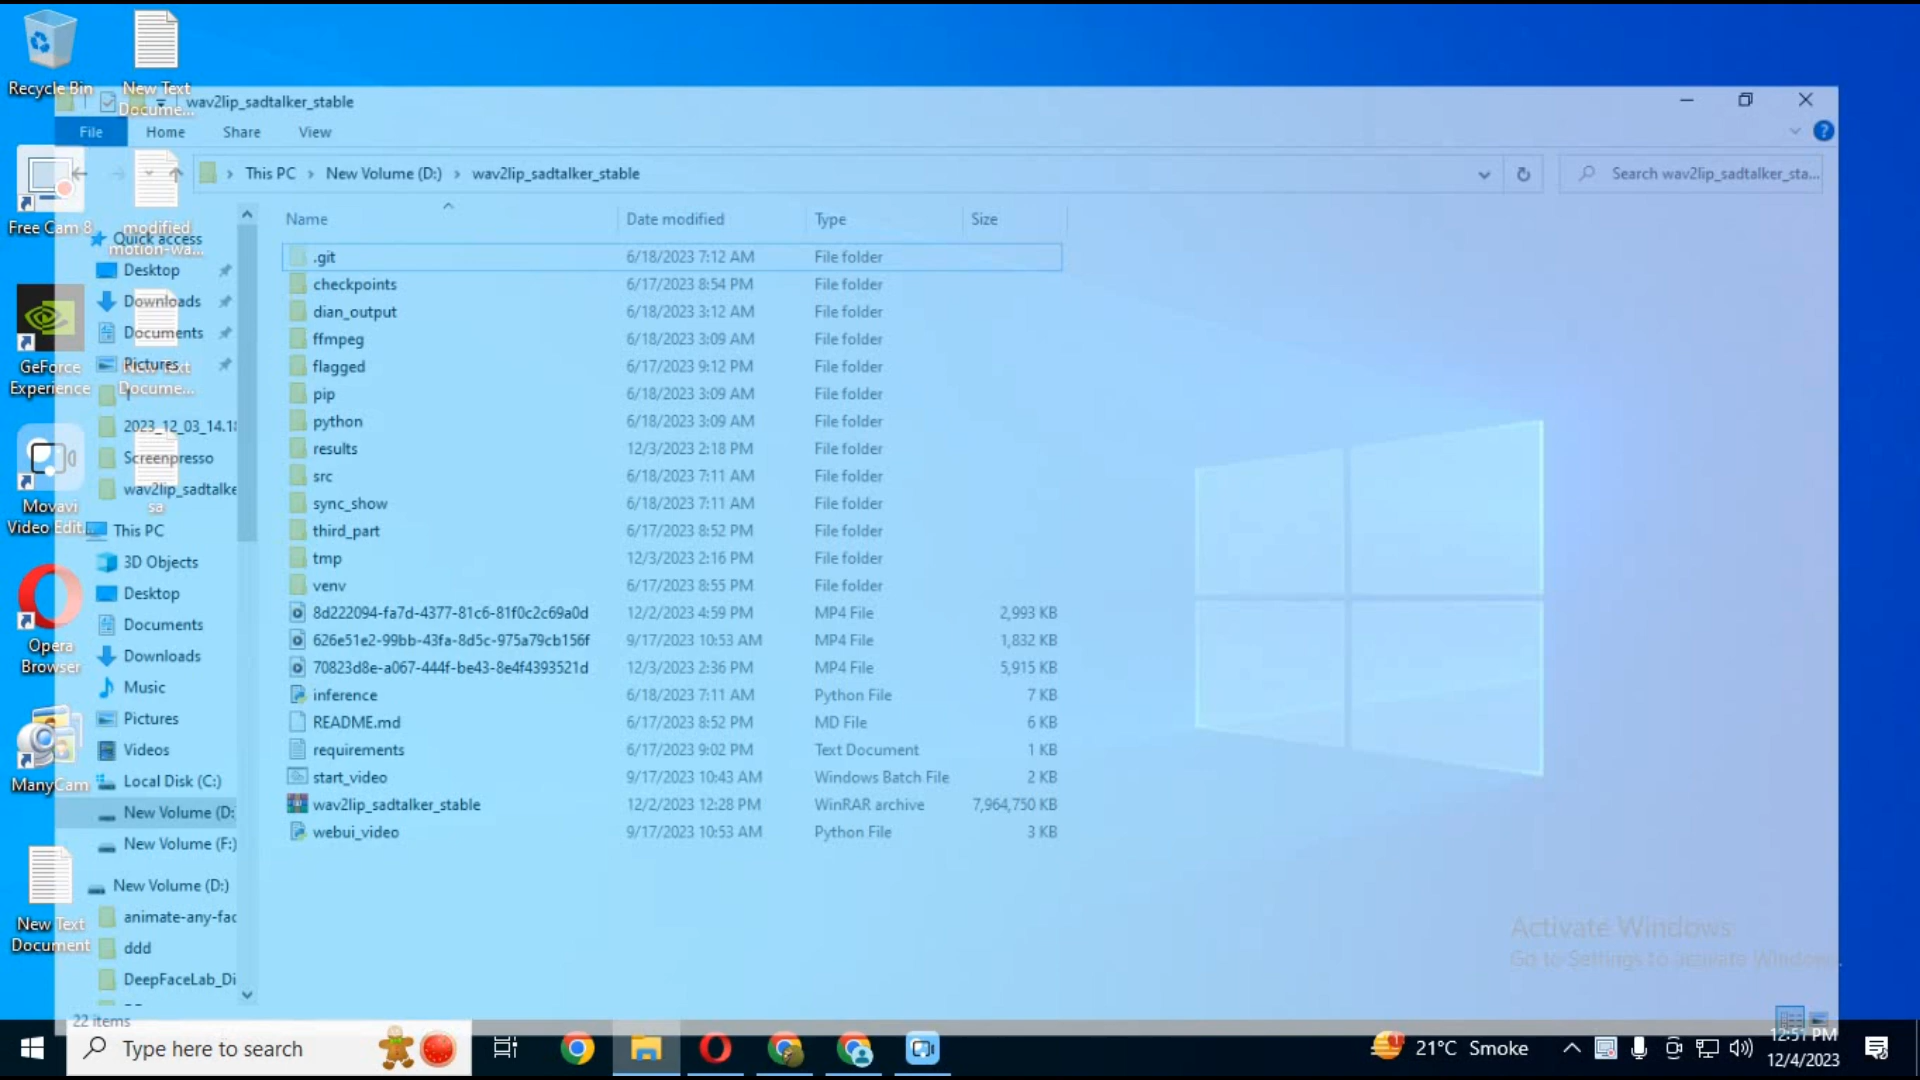 Recycle Bin
New Text
Docume...
Free Cam 8
modified
motion-wa...
GeForce
Experience
New Text
Docume...
Movavi
Video Edit...
sa
Opera
Browser
ManyCam
New Text
Document
wav2lip_sadtalker_stable
File
Home
Share
View
This PC
New Volume (D:)
wav2lip_sadtalker_stable
Search wav2lip_sadtalker_sta...
Quick access
Desktop
Downloads
Documents
Pictures
1
2023_12_03_14.1
Screenpresso
wav2lip_sadtalke
This PC
3D Objects
Desktop
Documents
Downloads
Music
Pictures
Videos
Local Disk (C:)
New Volume (D:
New Volume (F:)
New Volume (D:)
animate-any-fac
ddd
DeepFaceLab_Di
Name Date modified Type Size
.git 6/18/2023 7:12 AM File folder
checkpoints 6/17/2023 8:54 PM File folder
dian_output 6/18/2023 3:12 AM File folder
ffmpeg 6/18/2023 3:09 AM File folder
flagged 6/17/2023 9:12 PM File folder
pip 6/18/2023 3:09 AM File folder
python 6/18/2023 3:09 AM File folder
results 12/3/2023 2:18 PM File folder
src 6/18/2023 7:11 AM File folder
sync_show 6/18/2023 7:11 AM File folder
third_part 6/17/2023 8:52 PM File folder
tmp 12/3/2023 2:16 PM File folder
venv 6/17/2023 8:55 PM File folder
8d222094-fa7d-4377-81c6-81f0c2c69a0d 12/2/2023 4:59 PM MP4 File 2,993 KB
626e51e2-99bb-43fa-8d5c-975a79cb156f 9/17/2023 10:53 AM MP4 File 1,832 KB
70823d8e-a067-444f-be43-8e4f4393521d 12/3/2023 2:36 PM MP4 File 5,915 KB
inference 6/18/2023 7:11 AM Python File 7 KB
README.md 6/17/2023 8:52 PM MD File 6 KB
requirements 6/17/2023 9:02 PM Text Document 1 KB
start_video 9/17/2023 10:43 AM Windows Batch File 2 KB
wav2lip_sadtalker_stable 12/2/2023 12:28 PM WinRAR archive 7,964,750 KB
webui_video 9/17/2023 10:53 AM Python File 3 KB
Activate Windows
Go to Settings to activate Windows.
22 items
Type here to search
21°C Smoke
12:51 PM
12/4/2023